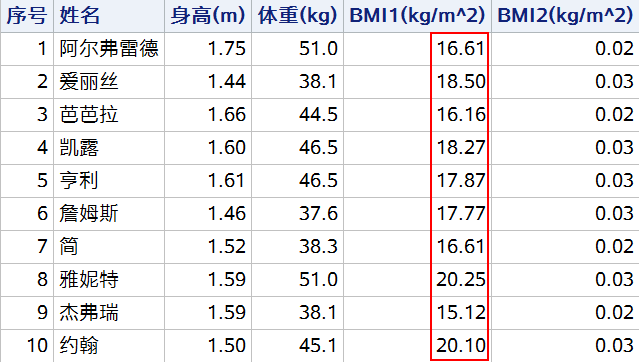 序号 姓名 身高(m) 体重(kg) BMI1(kg/m^2) BMI2(kg/m^2)
1 阿尔弗雷德 1.75 51.0 16.61 0.02
2 爱丽丝 1.44 38.1 18.50 0.03
3 芭芭拉 1.66 44.5 16.16 0.02
4 凯露 1.60 46.5 18.27 0.03
5 亨利 1.61 46.5 17.87 0.03
6 詹姆斯 1.46 37.6 17.77 0.03
7 简 1.52 38.3 16.61 0.02
8 雅妮特 1.59 51.0 20.25 0.03
9 杰弗瑞 1.59 38.1 15.12 0.02
10 约翰 1.50 45.1 20.10 0.03